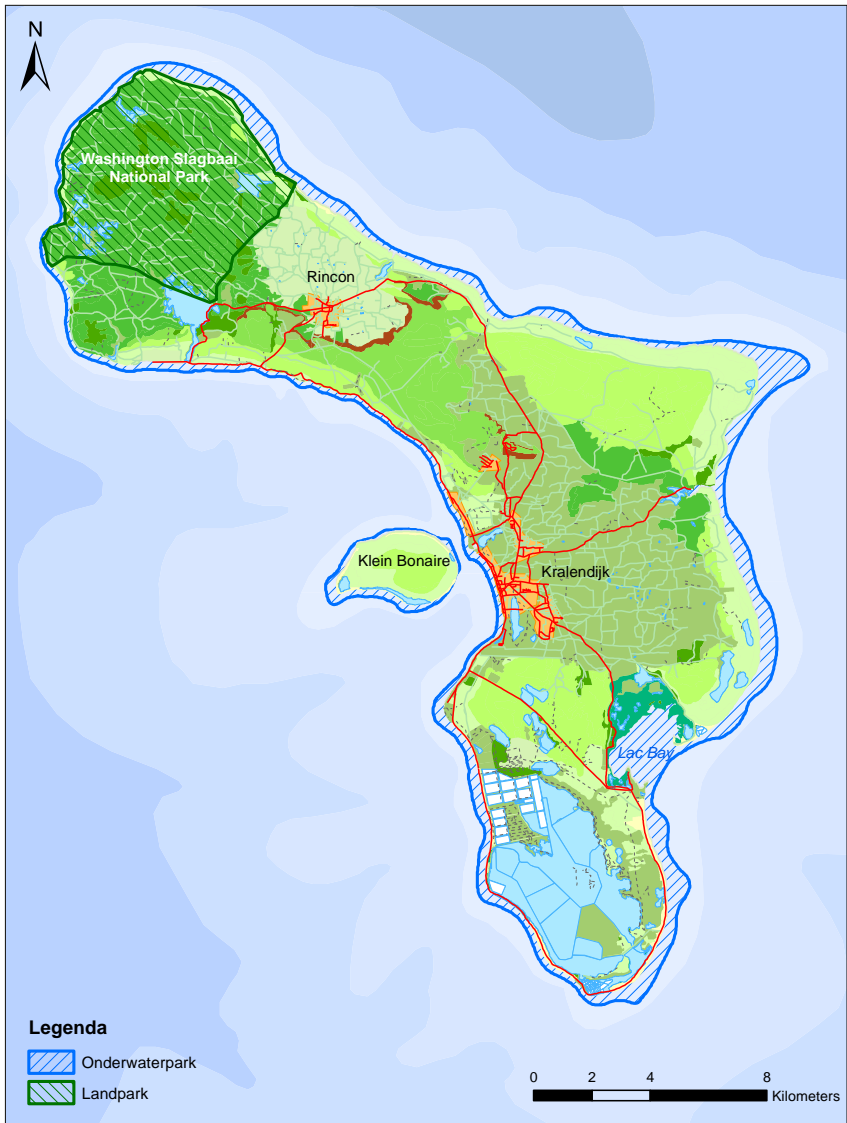 N
Washington Slagbaai
National Park
Rincon
Klein Bonaire
Kralendijk
Lac Bay
Legenda
Onderwaterpark
Landpark
0 2 4 8
Kilometers